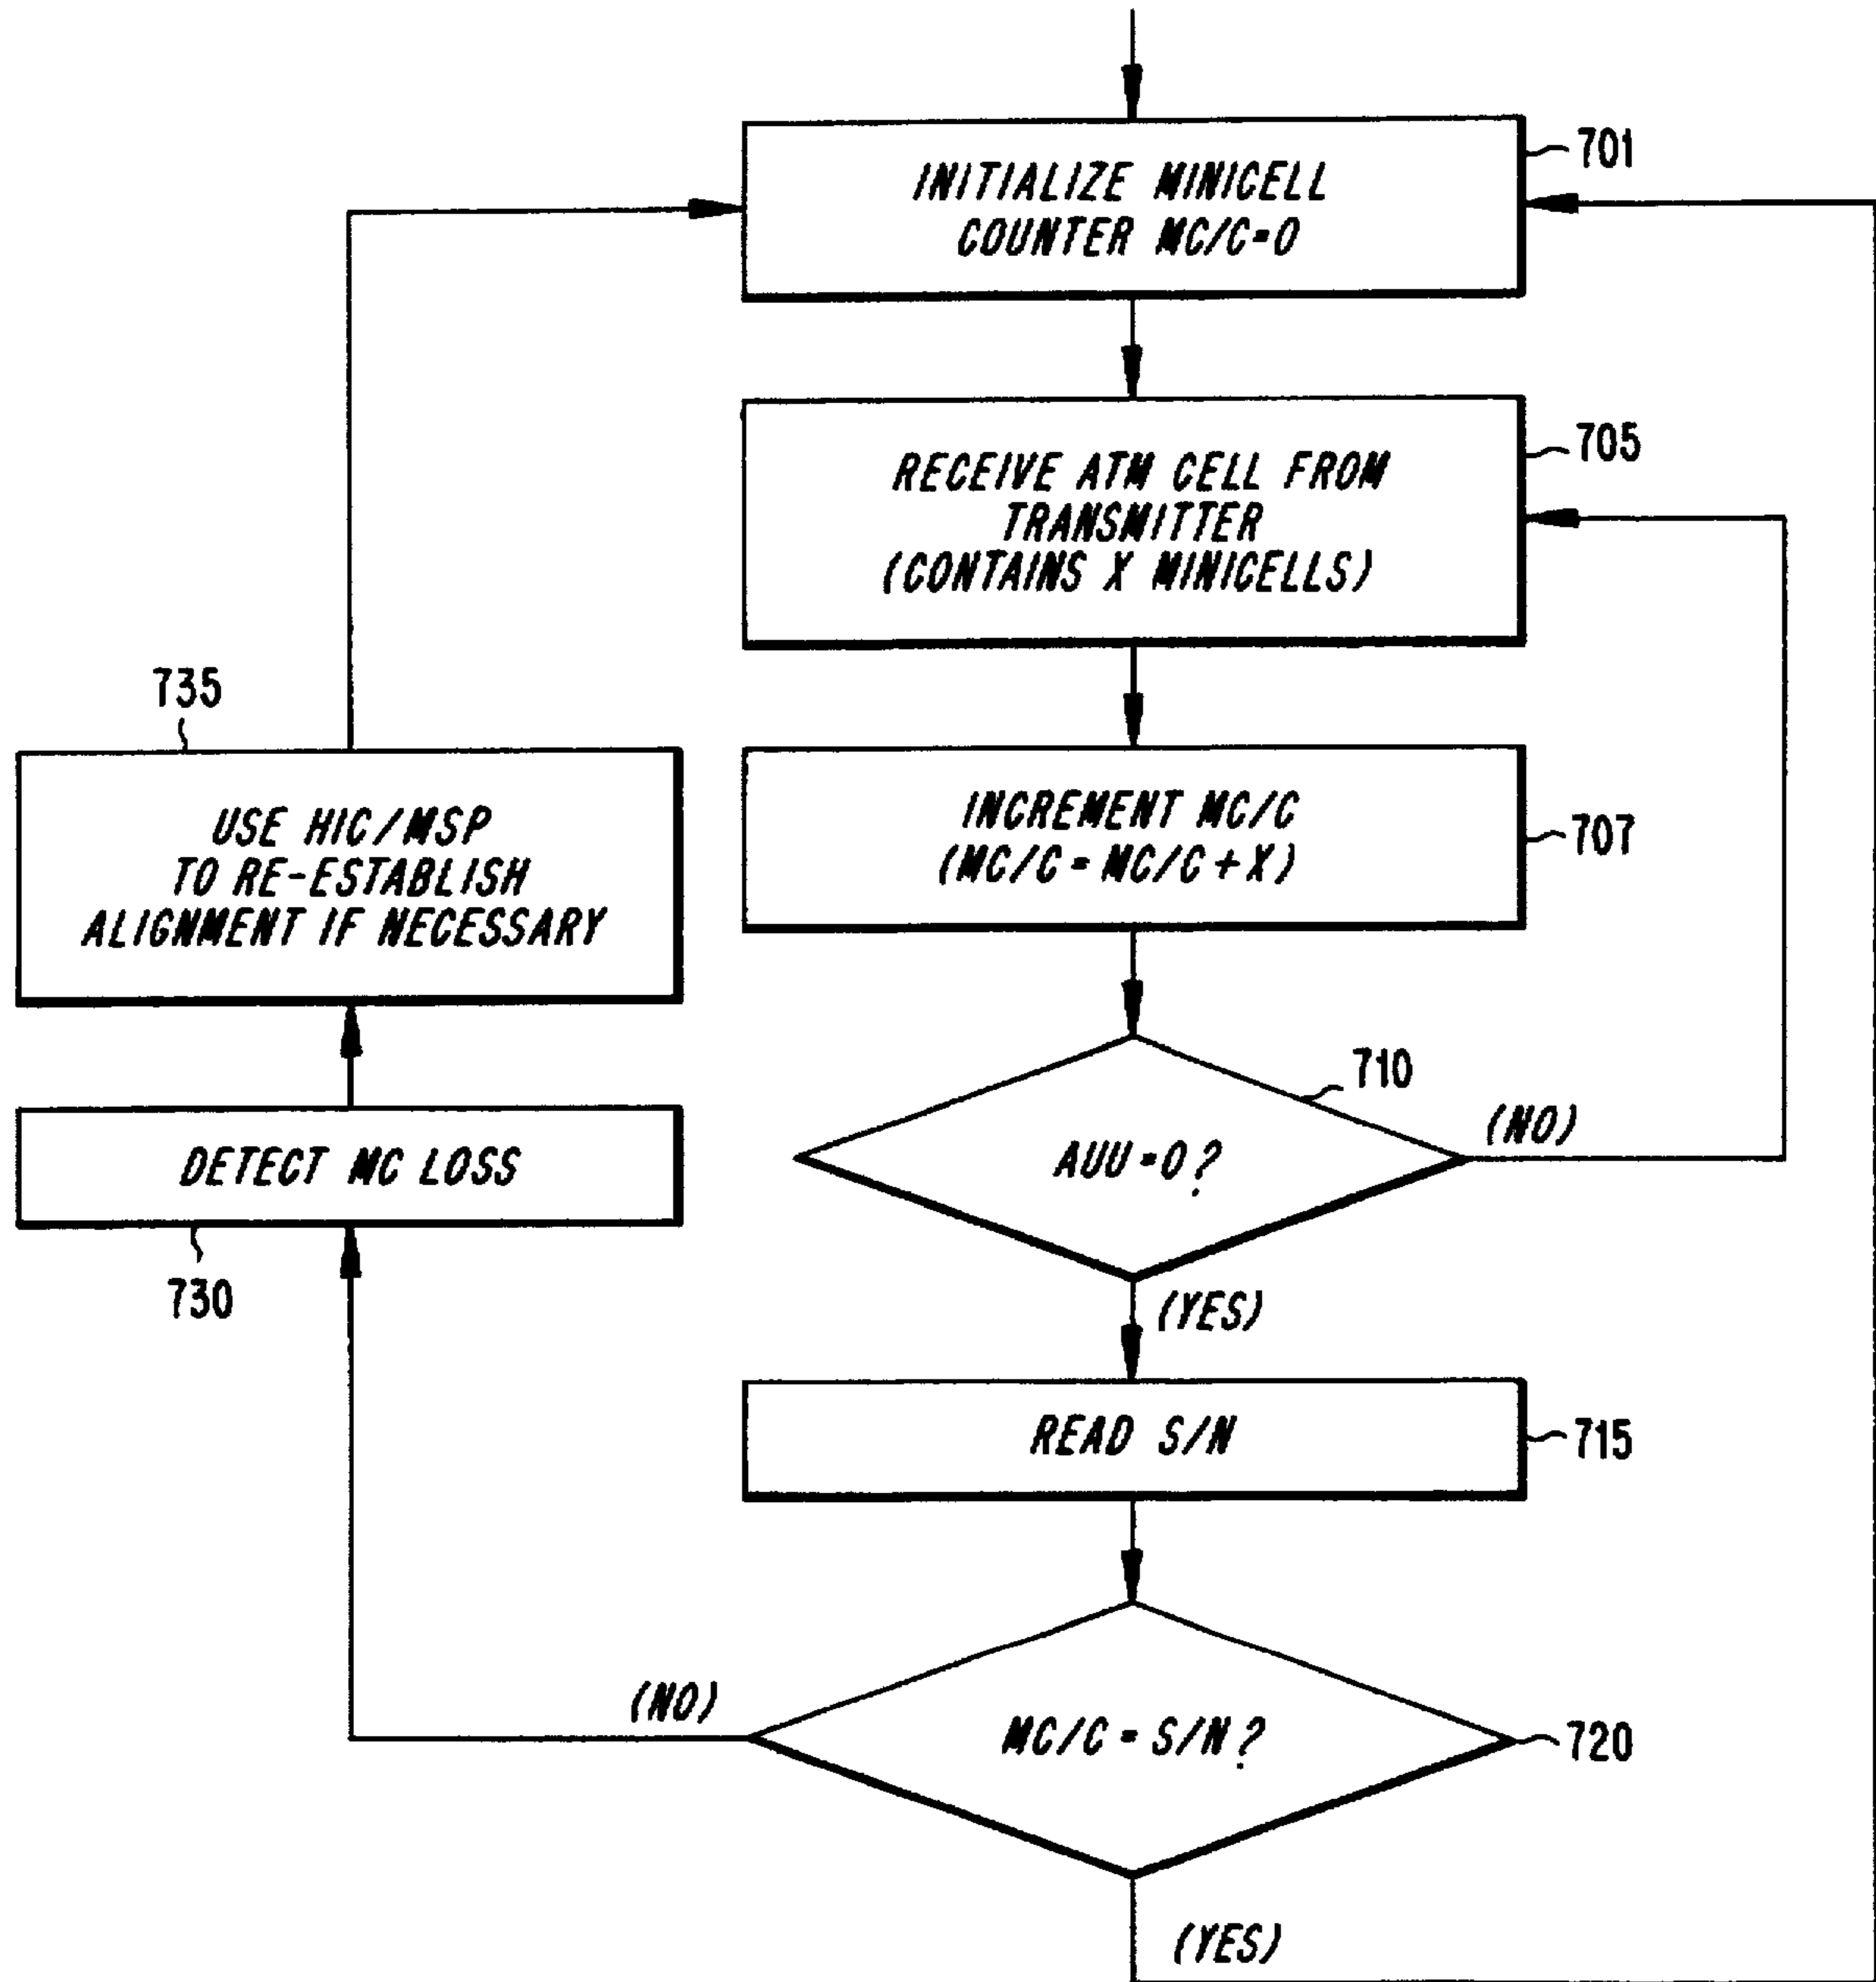 INITIALIZE MINICELL
COUNTER MC/C=0
701
RECEIVE ATM CELL FROM
TRANSMITTER
(CONTAINS X MINICELLS)
705
INCREMENT MC/C
(MC/C = MC/C + X)
707
AUU = 0?
710
(NO)
(YES)
READ S/N
715
MC/C = S/N?
720
(NO)
(YES)
DETECT MC LOSS
730
735
USE HIC/MSP
TO RE-ESTABLISH
ALIGNMENT IF NECESSARY